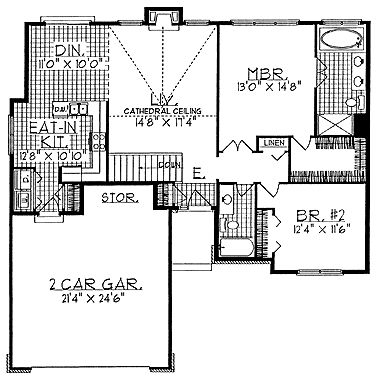 DIN.
11'0" × 10'0"
LIV.
CATHEDRAL CEILING
14'8" × 17'4"
MBR.
13'0" × 14'8"
D.W.
EAT-IN
KIT.
12'8" × 10'10"
LINEN
DOWN
E.
STOR.
BR. #2
12'4" × 11'6"
2 CAR GAR.
21'4" × 24'6"